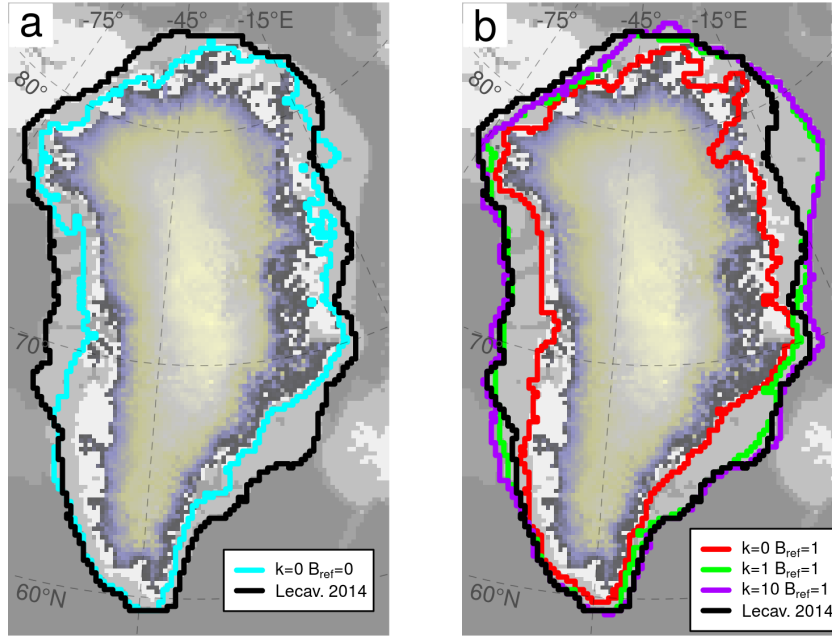 a
-75°
-45°
-15°E
80°
70°
60°N
k=0 B_ref=0
Lecav. 2014
b
-75°
-45°
-15°E
80°
70°
60°N
k=0 B_ref=1
k=1 B_ref=1
k=10 B_ref=1
Lecav. 2014